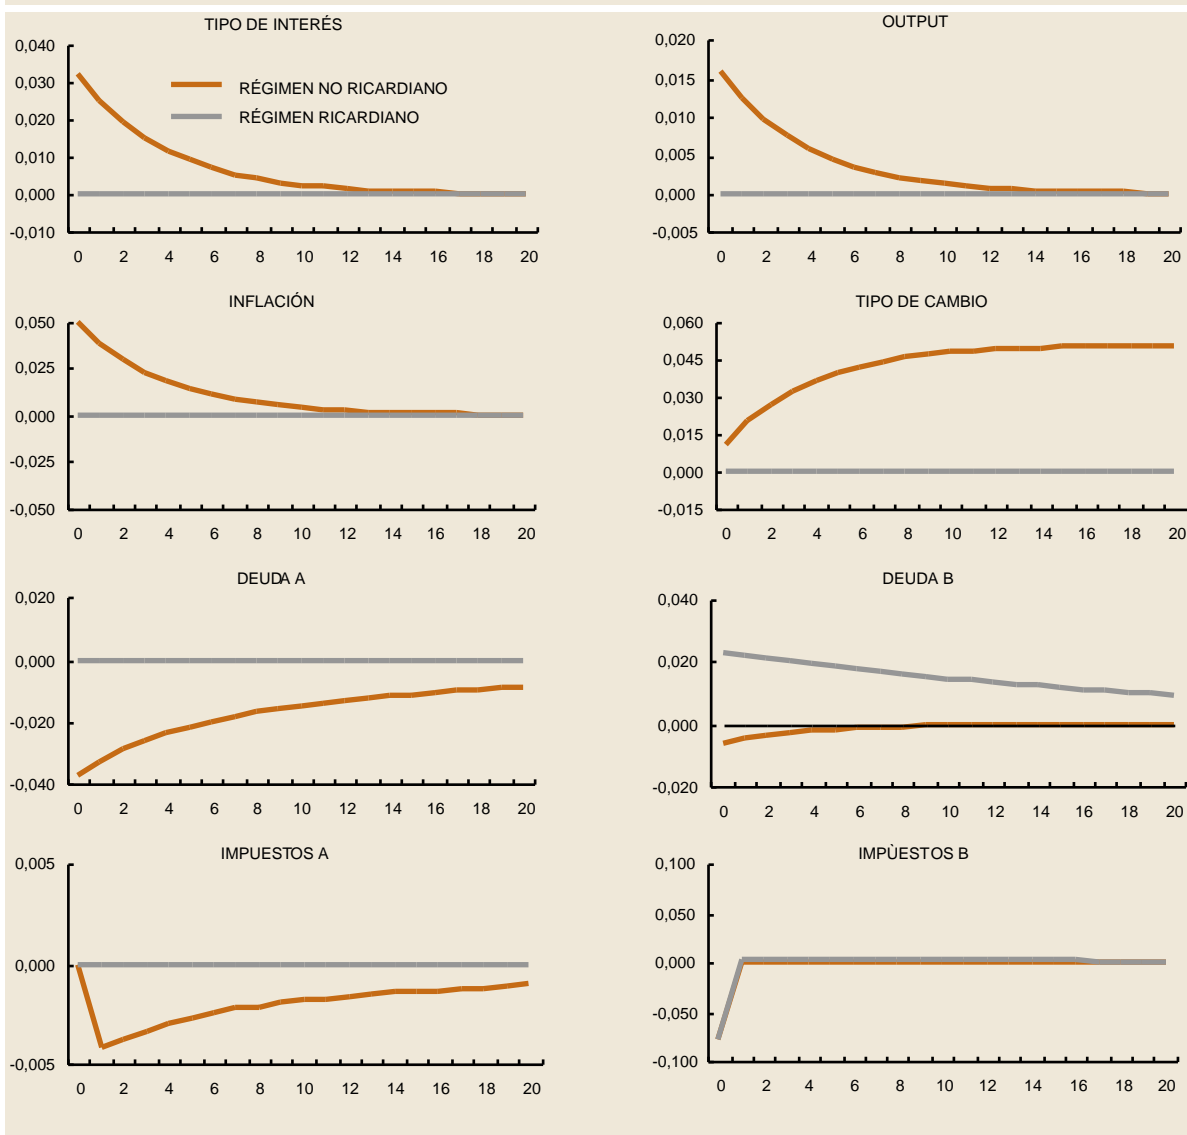 TIPO DE INTERÉS
0,040
0,030
0,020
0,010
0,000
-0,010
0 2 4 6 8 10 12 14 16 18 20
RÉGIMEN NO RICARDIANO
RÉGIMEN RICARDIANO
OUTPUT
0,020
0,015
0,010
0,005
0,000
-0,005
0 2 4 6 8 10 12 14 16 18 20
INFLACIÓN
0,050
0,025
0,000
-0,025
-0,050
0 2 4 6 8 10 12 14 16 18 20
TIPO DE CAMBIO
0,060
0,045
0,030
0,015
0,000
-0,015
0 2 4 6 8 10 12 14 16 18 20
DEUDA A
0,020
0,000
-0,020
-0,040
0 2 4 6 8 10 12 14 16 18 20
DEUDA B
0,040
0,020
0,000
-0,020
0 2 4 6 8 10 12 14 16 18 20
IMPUESTOS A
0,005
0,000
-0,005
0 2 4 6 8 10 12 14 16 18 20
IMPÙESTOS B
0,100
0,050
0,000
-0,050
-0,100
0 2 4 6 8 10 12 14 16 18 20